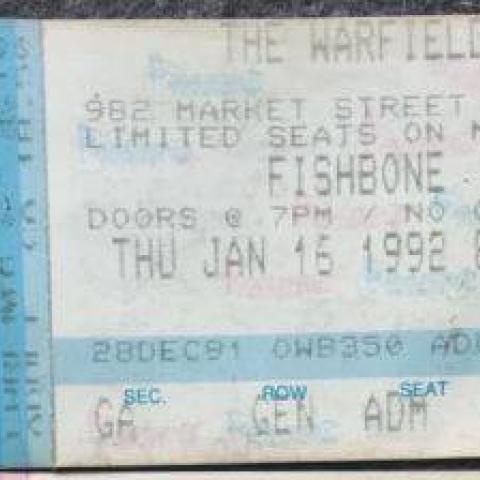 THE WARFIELD
982 MARKET STREET
LIMITED SEATS ON
FISHBONE
DOORS @ 7PM / NO
THU JAN 16 1992
28DEC91 OWB350
SEC. ROW SEAT
GA GEN ADM